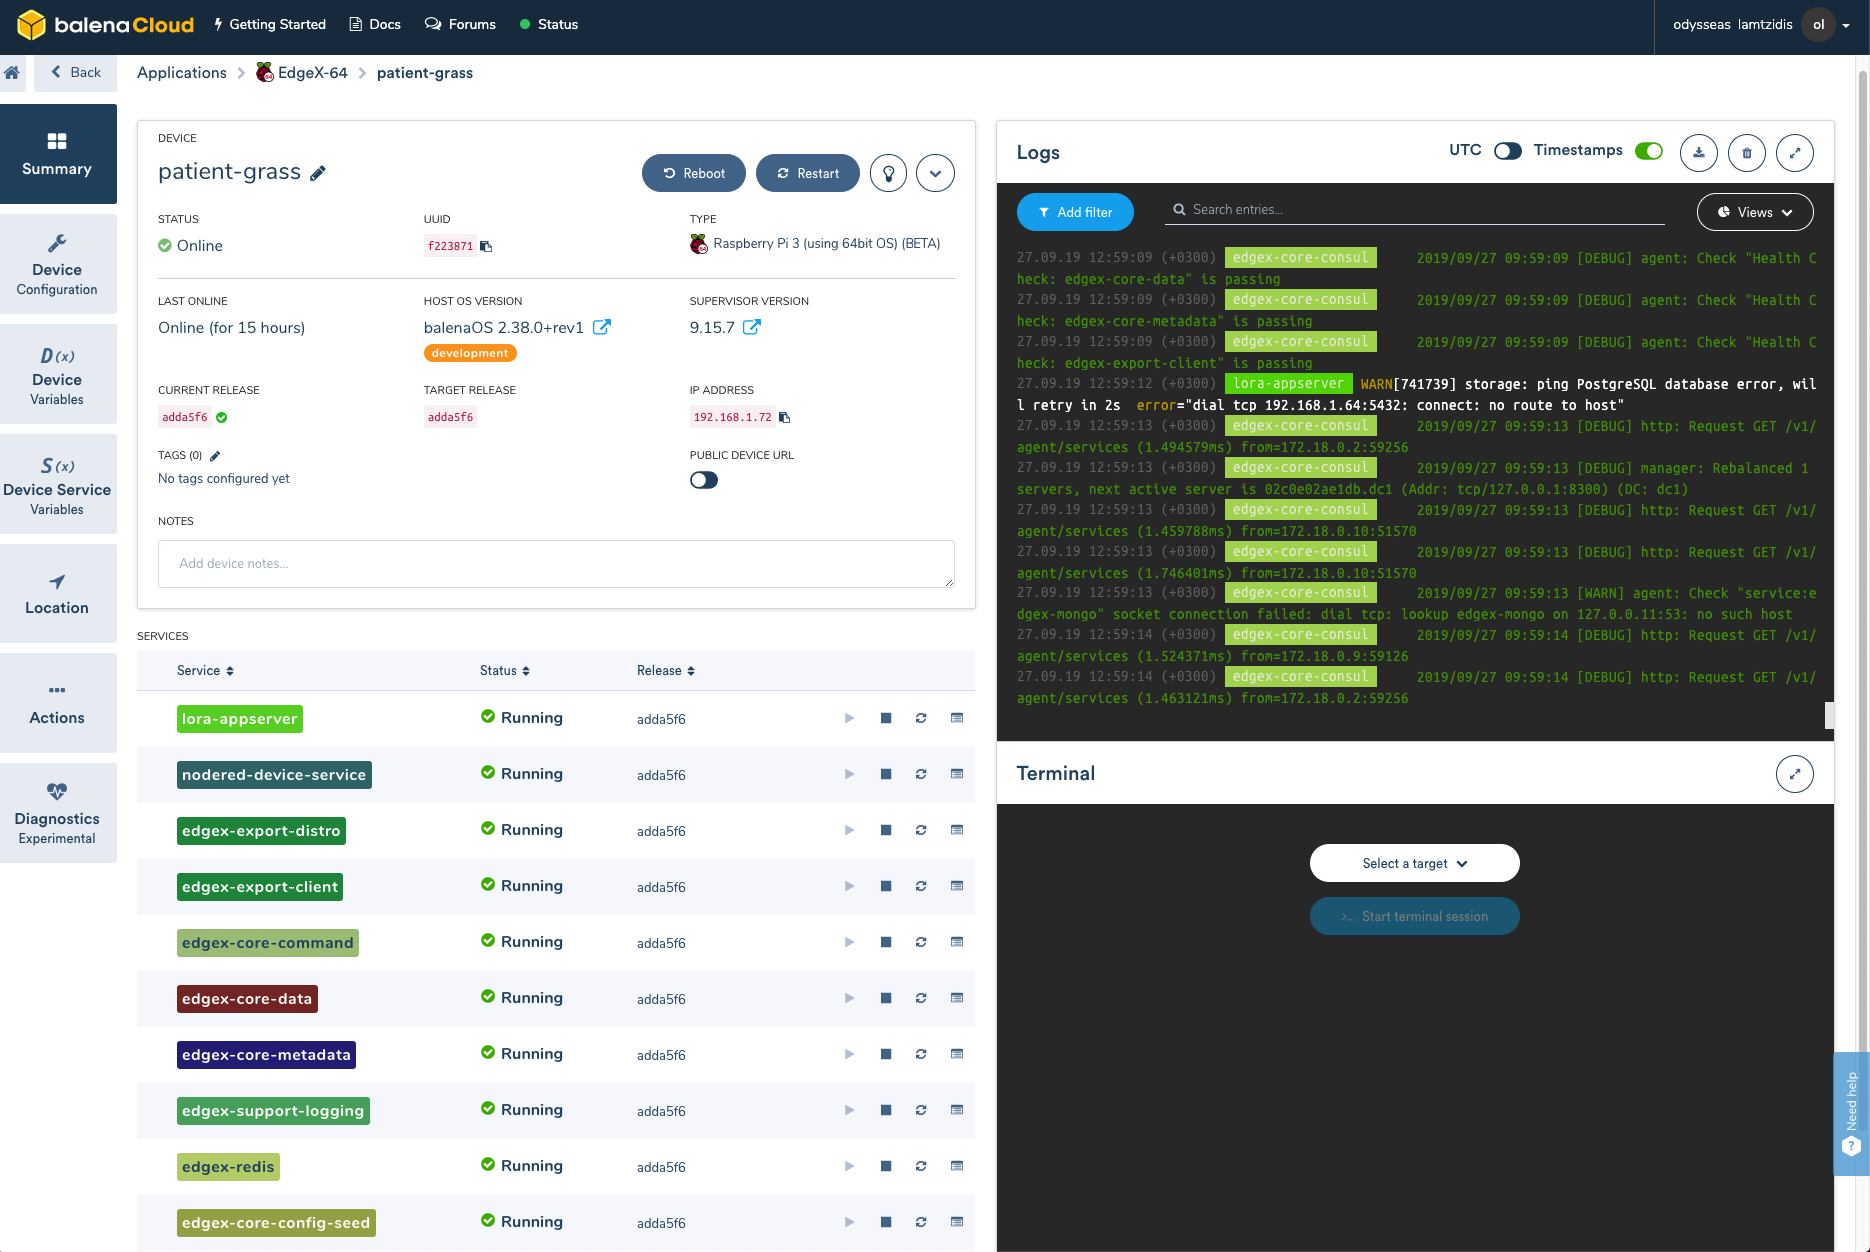 balenaCloud Getting Started Docs Forums Status odysseas lamtzidis ol
Back Applications EdgeX-64 patient-grass
Summary
Device
Configuration
D(x)
Device
Variables
S(x)
Device Service
Variables
Location
Actions
Diagnostics
Experimental
DEVICE
patient-grass Reboot Restart
STATUS UUID TYPE
Online f223871 Raspberry Pi 3 (using 64bit OS) (BETA)
LAST ONLINE HOST OS VERSION SUPERVISOR VERSION
Online (for 15 hours) balenaOS 2.38.0+rev1 9.15.7
development
CURRENT RELEASE TARGET RELEASE IP ADDRESS
adda5f6 adda5f6 192.168.1.72
TAGS (0) PUBLIC DEVICE URL
No tags configured yet
NOTES
Add device notes...
SERVICES
Service Status Release
lora-appserver Running adda5f6
nodered-device-service Running adda5f6
edgex-export-distro Running adda5f6
edgex-export-client Running adda5f6
edgex-core-command Running adda5f6
edgex-core-data Running adda5f6
edgex-core-metadata Running adda5f6
edgex-support-logging Running adda5f6
edgex-redis Running adda5f6
edgex-core-config-seed Running adda5f6
Logs UTC Timestamps
Add filter Search entries... Views
27.09.19 12:59:09 (+0300) edgex-core-consul 2019/09/27 09:59:09 [DEBUG] agent: Check "Health C
heck: edgex-core-data" is passing
27.09.19 12:59:09 (+0300) edgex-core-consul 2019/09/27 09:59:09 [DEBUG] agent: Check "Health C
heck: edgex-core-metadata" is passing
27.09.19 12:59:09 (+0300) edgex-core-consul 2019/09/27 09:59:09 [DEBUG] agent: Check "Health C
heck: edgex-export-client" is passing
27.09.19 12:59:12 (+0300) lora-appserver WARN[741739] storage: ping PostgreSQL database error, wil
l retry in 2s error="dial tcp 192.168.1.64:5432: connect: no route to host"
27.09.19 12:59:13 (+0300) edgex-core-consul 2019/09/27 09:59:13 [DEBUG] http: Request GET /v1/
agent/services (1.494579ms) from=172.18.0.2:59256
27.09.19 12:59:13 (+0300) edgex-core-consul 2019/09/27 09:59:13 [DEBUG] manager: Rebalanced 1
servers, next active server is 02c0e02ae1db.dc1 (Addr: tcp/127.0.0.1:8300) (DC: dc1)
27.09.19 12:59:13 (+0300) edgex-core-consul 2019/09/27 09:59:13 [DEBUG] http: Request GET /v1/
agent/services (1.459788ms) from=172.18.0.10:51570
27.09.19 12:59:13 (+0300) edgex-core-consul 2019/09/27 09:59:13 [DEBUG] http: Request GET /v1/
agent/services (1.746401ms) from=172.18.0.10:51570
27.09.19 12:59:13 (+0300) edgex-core-consul 2019/09/27 09:59:13 [WARN] agent: Check "service:e
dgex-mongo" socket connection failed: dial tcp: lookup edgex-mongo on 127.0.0.11:53: no such host
27.09.19 12:59:14 (+0300) edgex-core-consul 2019/09/27 09:59:14 [DEBUG] http: Request GET /v1/
agent/services (1.524371ms) from=172.18.0.9:59126
27.09.19 12:59:14 (+0300) edgex-core-consul 2019/09/27 09:59:14 [DEBUG] http: Request GET /v1/
agent/services (1.463121ms) from=172.18.0.2:59256
Terminal
Select a target
>_ Start terminal session
Need help
?